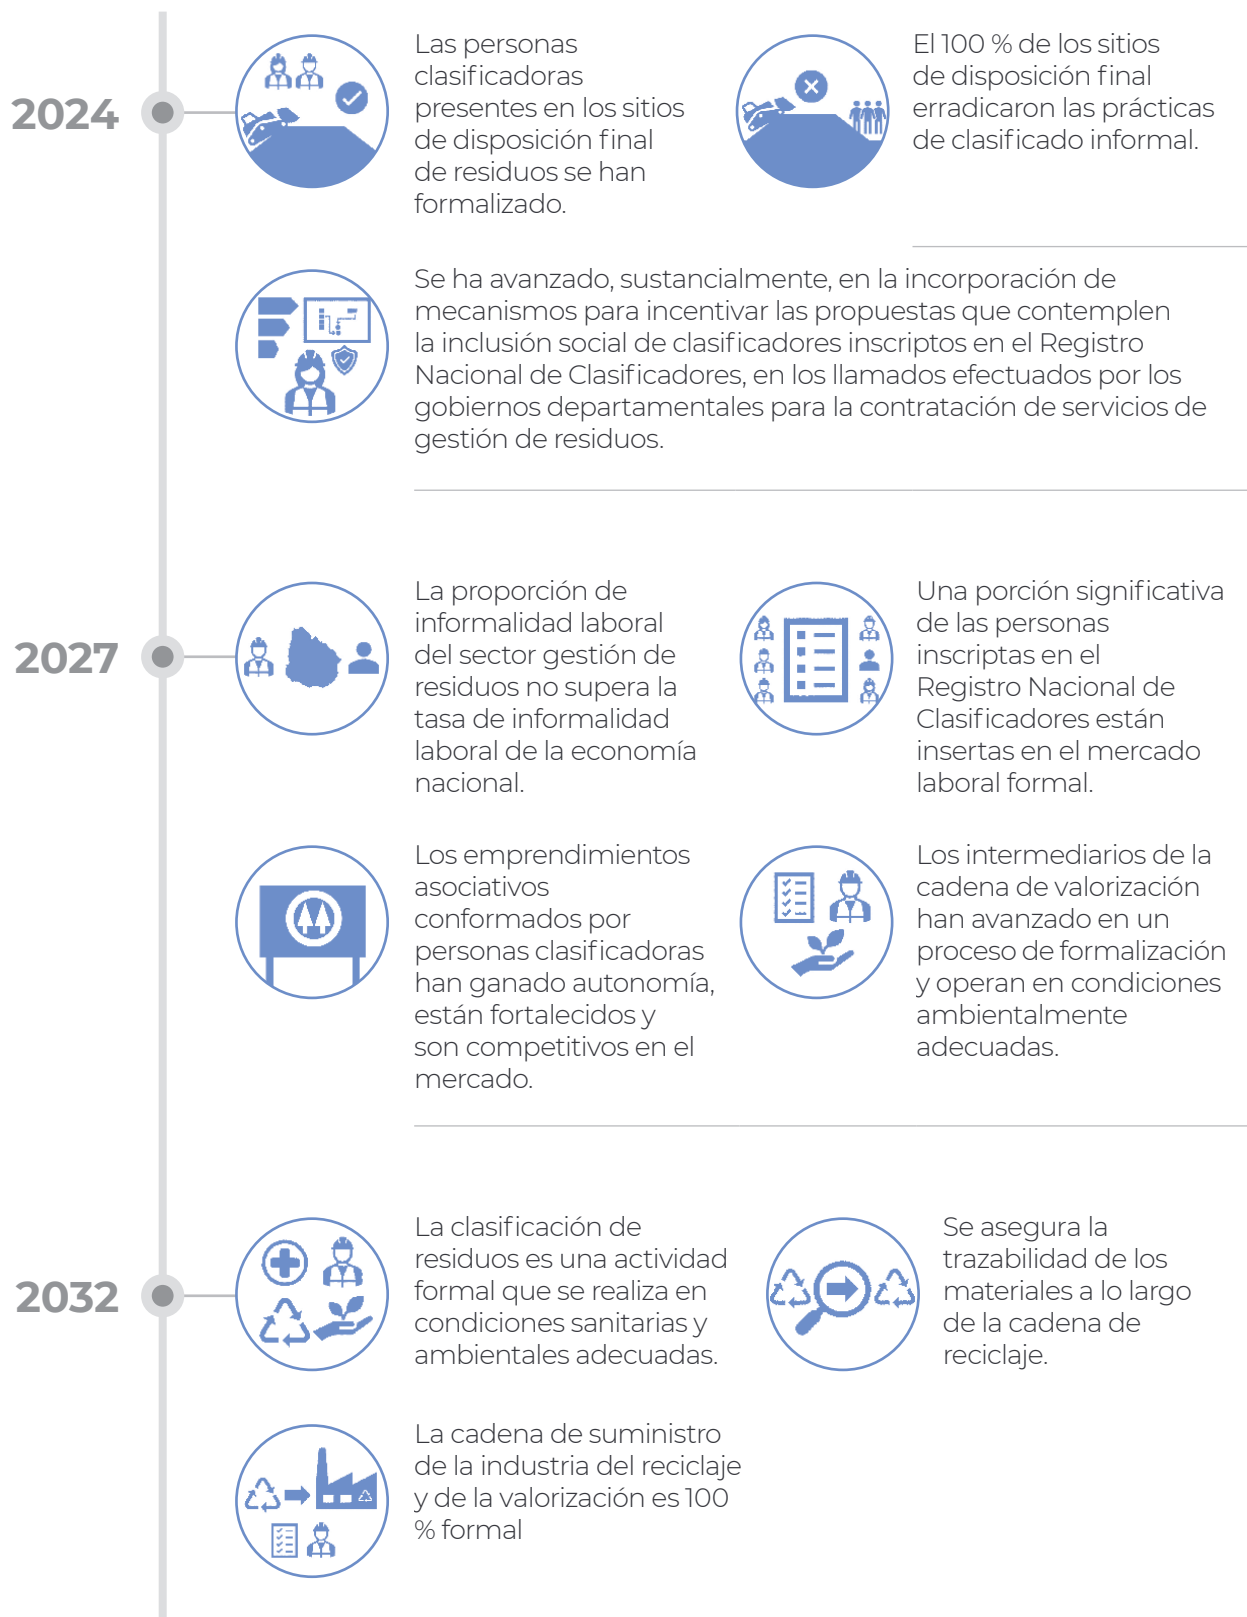 2024
Las personas
clasificadoras
presentes en los sitios
de disposición final
de residuos se han
formalizado.
El 100 % de los sitios
de disposición final
erradicaron las prácticas
de clasificado informal.
Se ha avanzado, sustancialmente, en la incorporación de
mecanismos para incentivar las propuestas que contemplen
la inclusión social de clasificadores inscriptos en el Registro
Nacional de Clasificadores, en los llamados efectuados por los
gobiernos departamentales para la contratación de servicios de
gestión de residuos.
2027
La proporción de
informalidad laboral
del sector gestión de
residuos no supera la
tasa de informalidad
laboral de la economía
nacional.
Una porción significativa
de las personas
inscriptas en el
Registro Nacional de
Clasificadores están
insertas en el mercado
laboral formal.
Los emprendimientos
asociativos
conformados por
personas clasificadoras
han ganado autonomía,
están fortalecidos y
son competitivos en el
mercado.
Los intermediarios de la
cadena de valorización
han avanzado en un
proceso de formalización
y operan en condiciones
ambientalmente
adecuadas.
2032
La clasificación de
residuos es una actividad
formal que se realiza en
condiciones sanitarias y
ambientales adecuadas.
Se asegura la
trazabilidad de los
materiales a lo largo
de la cadena de
reciclaje.
La cadena de suministro
de la industria del reciclaje
y de la valorización es 100
% formal